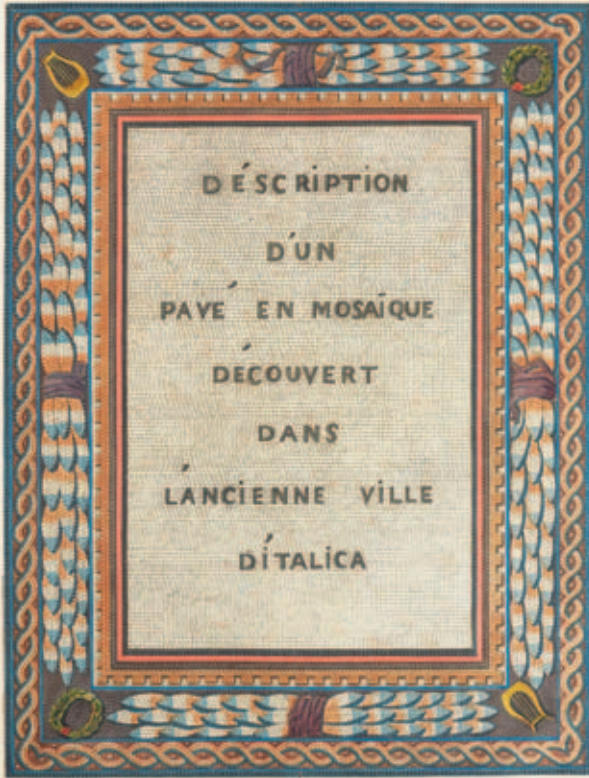 DÉSCRIPTION
D'UN
PAVÉ EN MOSAÏQUE
DÉCOUVERT
DANS
L'ANCIENNE VILLE
D'ITALICA